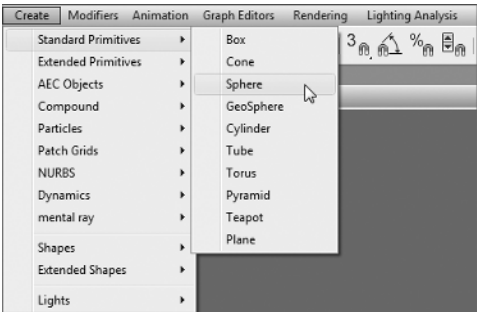 Create Modifiers Animation Graph Editors Rendering Lighting Analysis
Standard Primitives
Extended Primitives
AEC Objects
Compound
Particles
Patch Grids
NURBS
Dynamics
mental ray
Shapes
Extended Shapes
Lights
Box
Cone
Sphere
GeoSphere
Cylinder
Tube
Torus
Pyramid
Teapot
Plane
3 %